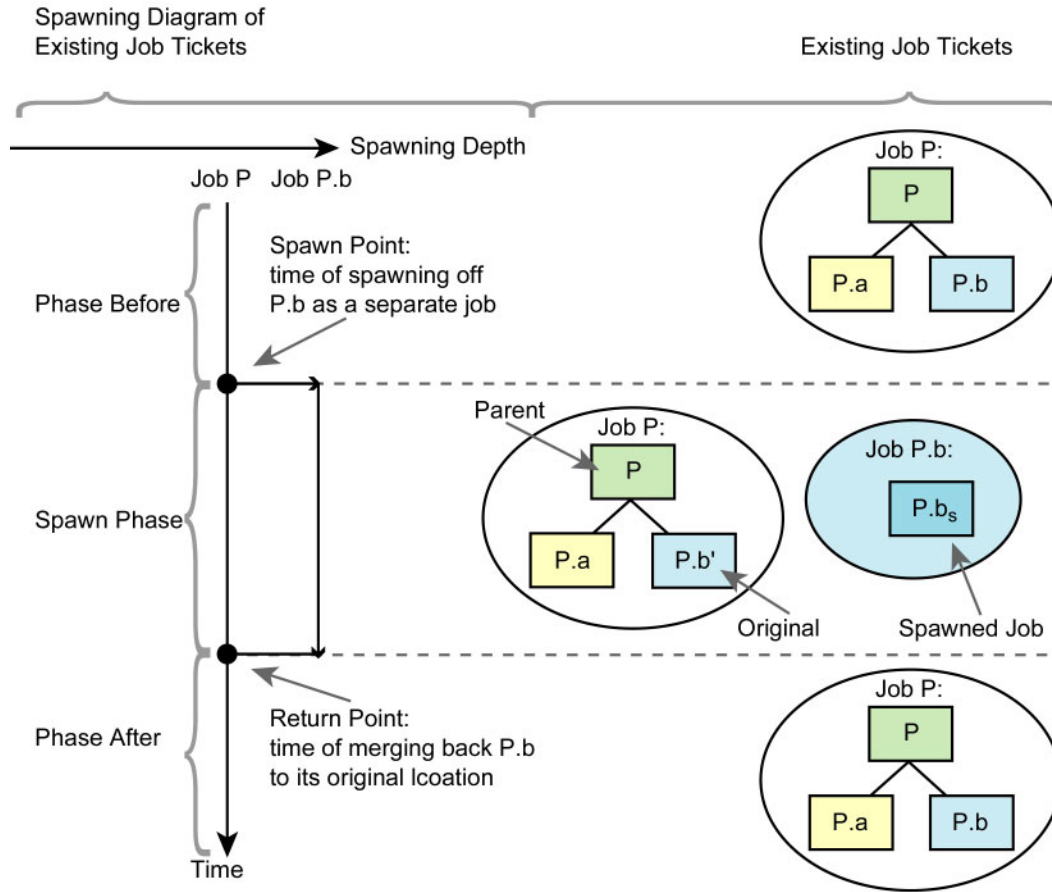 Spawning Diagram of
Existing Job Tickets
Existing Job Tickets
Spawning Depth
Job P
Job P.b
Job P:
P
P.a
P.b
Spawn Point:
time of spawning off
P.b as a separate job
Phase Before
Parent
Job P:
P
P.a
P.b'
Original
Job P.b:
P.bs
Spawned Job
Spawn Phase
Phase After
Return Point:
time of merging back P.b
to its original lcoation
Job P:
P
P.a
P.b
Time